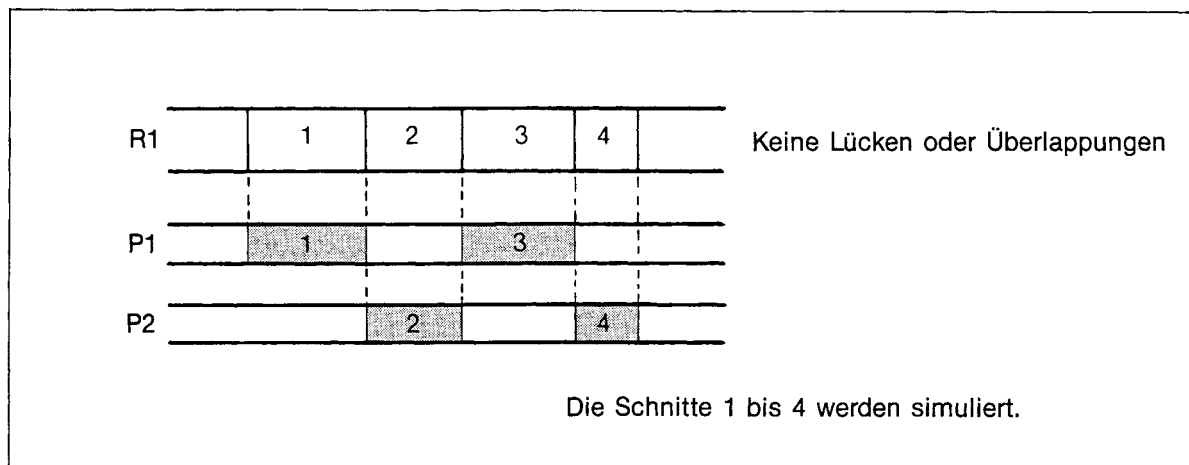 R1 1 2 3 4 Keine Lücken oder Überlappungen
P1 1 3
P2 2 4
Die Schnitte 1 bis 4 werden simuliert.